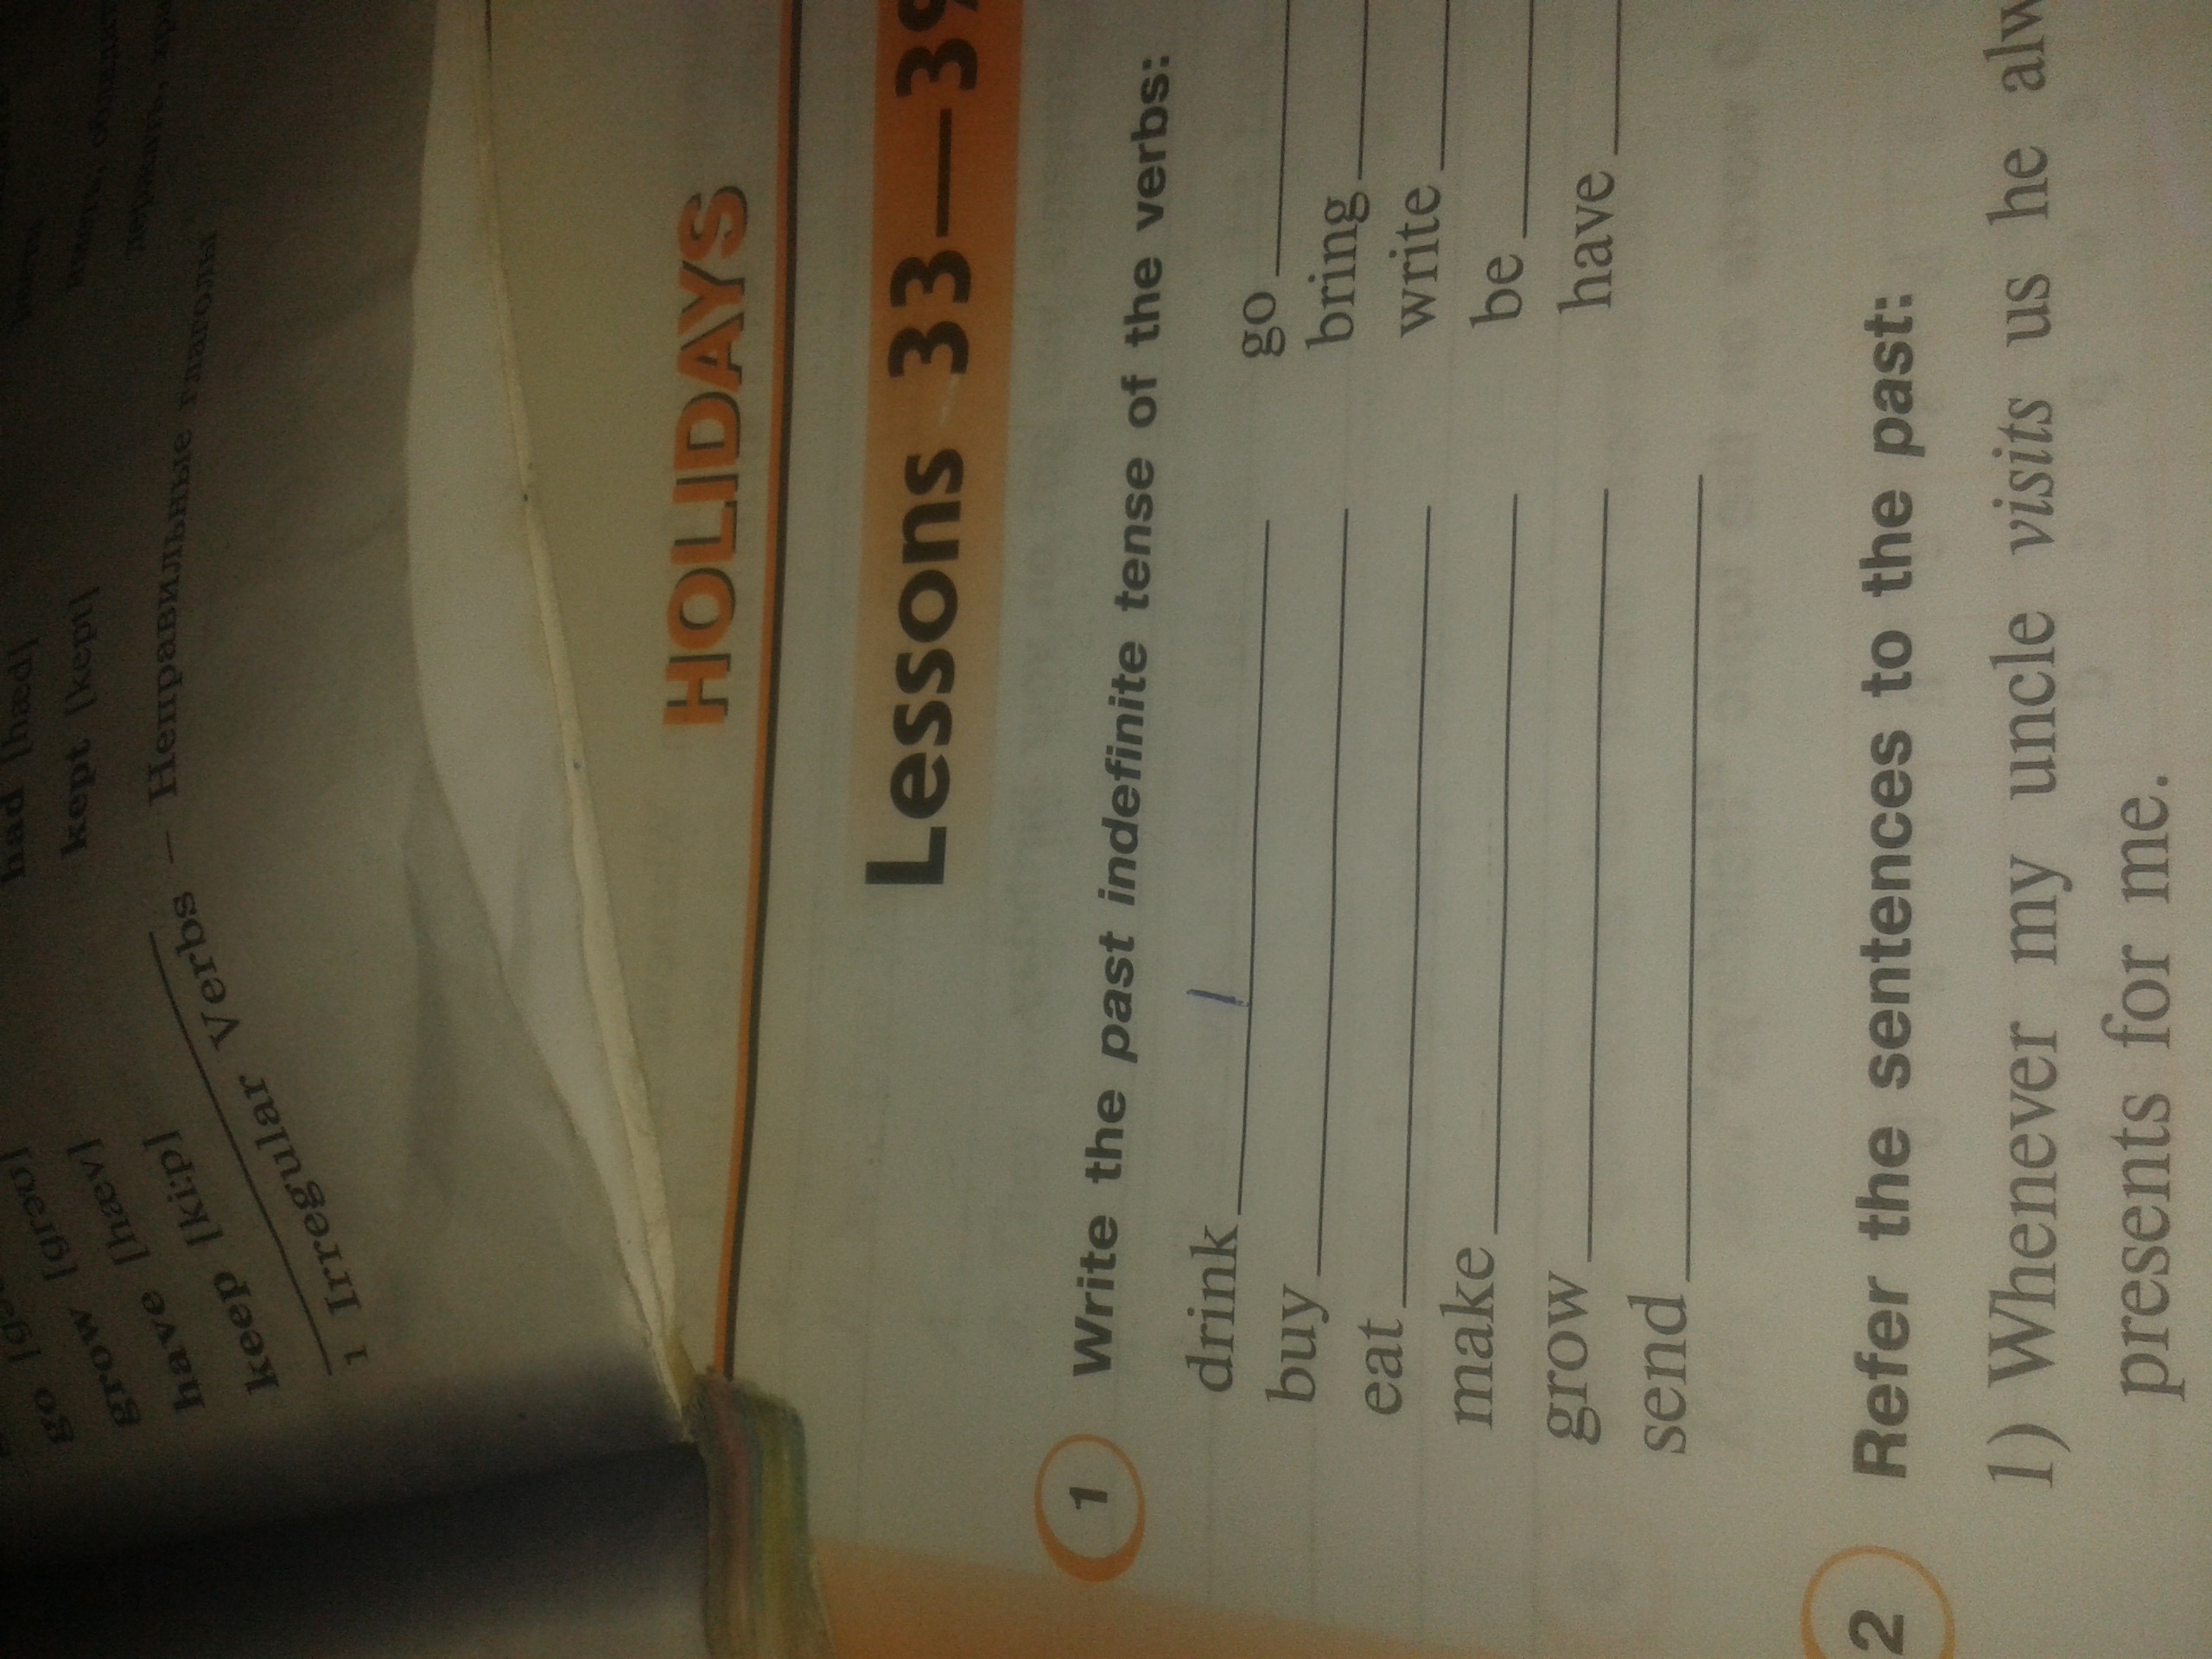 go
grow [grəʊ]
have [hæv]
had [hæd]
keep [ki:p]
kept [kept]
1 Irregular Verbs – Неправильные глаголы
HOLIDAYS
Lessons 33—39
1 Write the past indefinite tense of the verbs:
drink go
buy bring
eat write
make be
grow have
send
2 Refer the sentences to the past:
1) Whenever my uncle visits us he
presents for me.